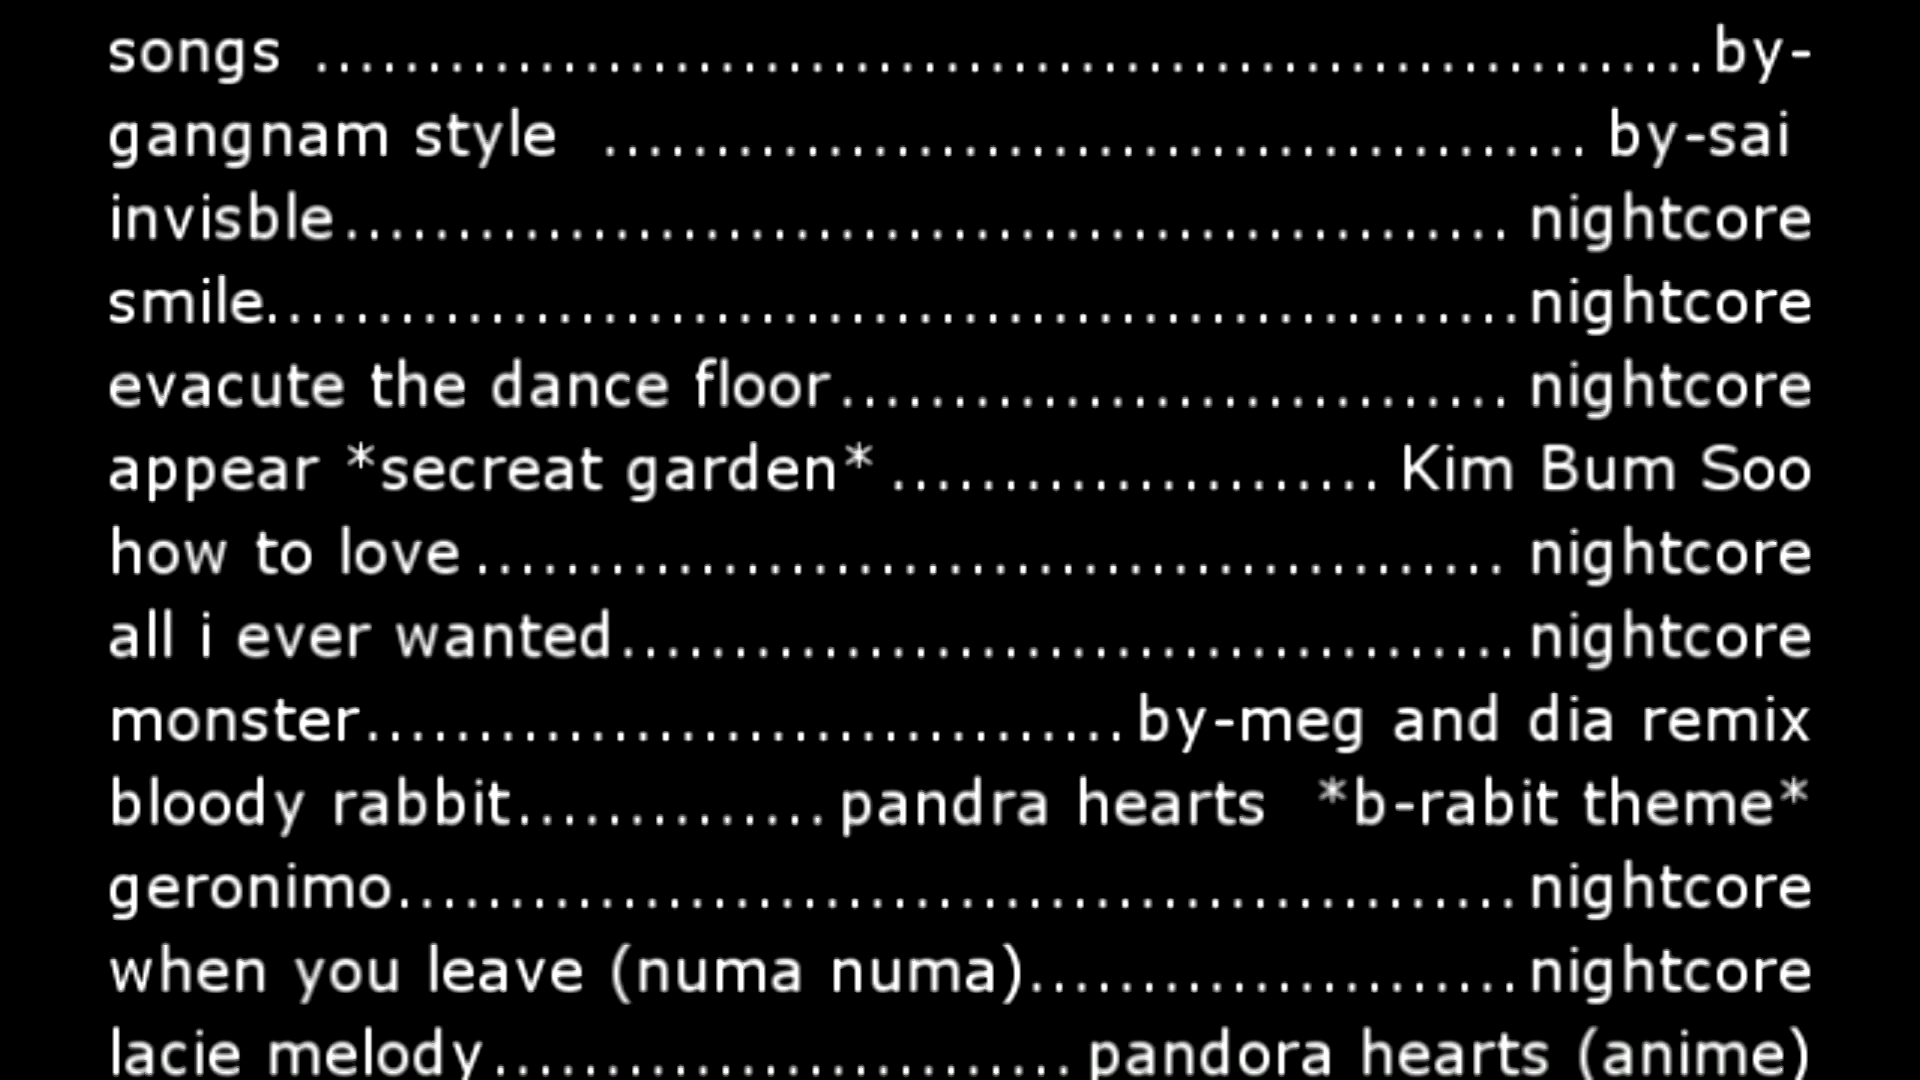 songs ..............................................................by-
gangnam style ............................................ by-sai
invisble.................................................... nightcore
smile........................................................nightcore
evacute the dance floor.............................. nightcore
appear *secreat garden*...................... Kim Bum Soo
how to love.............................................. nightcore
all i ever wanted........................................ nightcore
monster..................................by-meg and dia remix
bloody rabbit..............pandra hearts *b-rabit theme*
geronimo..................................................nightcore
when you leave (numa numa)......................nightcore
lacie melody.......................... pandora hearts (anime)